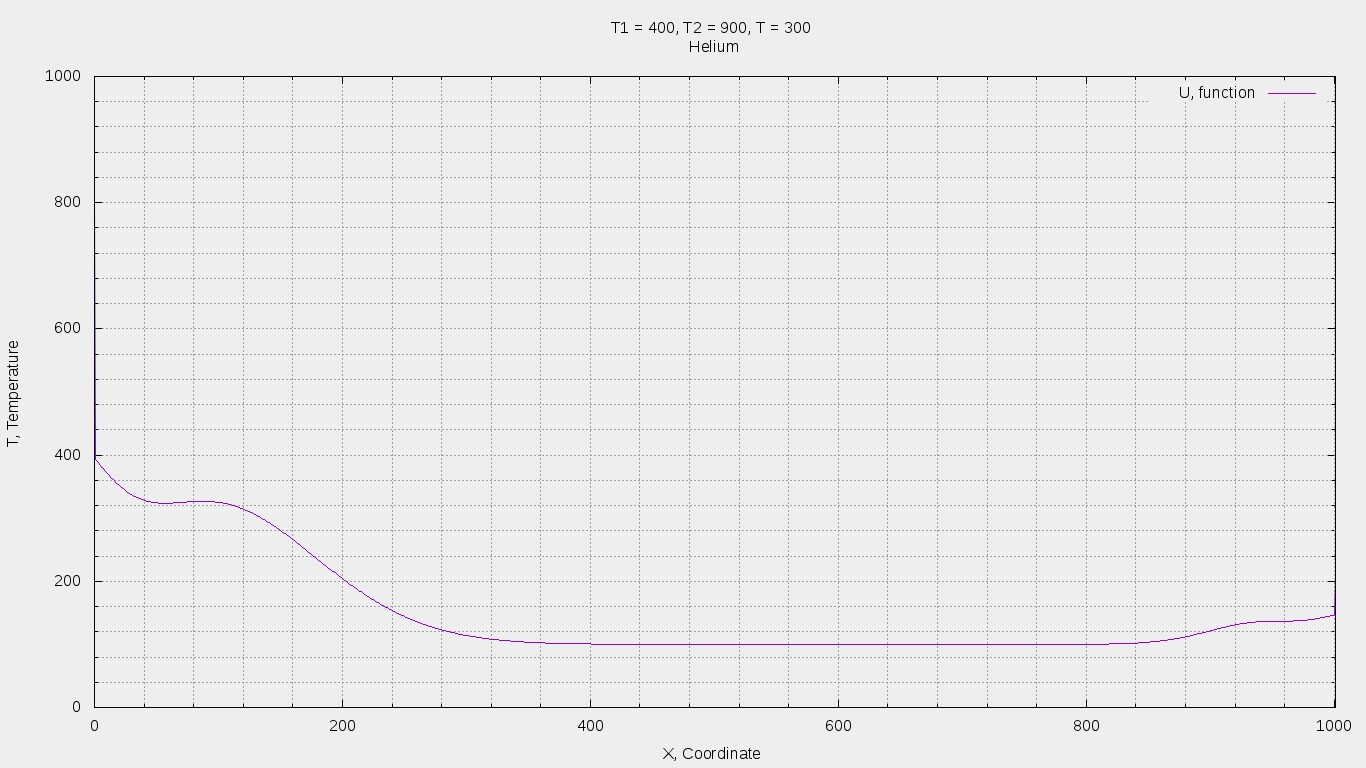 T1 = 400, T2 = 900, T = 300
Helium
U, function
T, Temperature
1000
800
600
400
200
0
0 200 400 600 800 1000
X, Coordinate